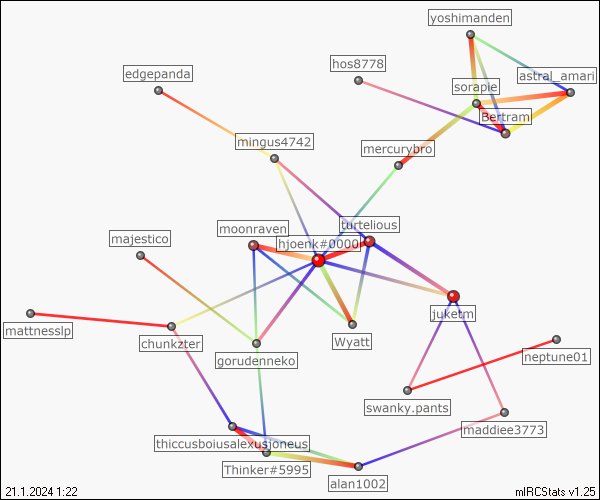 yoshimanden
hos8778
edgepanda
astral_amari
sorapie
Bertram
mingus4742
mercurybro
moonraven
tortelious
hjoenk#0000
majestico
juketm
mattnesslp
chunkzter
Wyatt
neptune01
gorudenneko
swanky.pants
maddiee3773
thiccusboiusalexusjoneus
Thinker#5995
alan1002
21.1.2024 1:22
mIRCStats v1.25